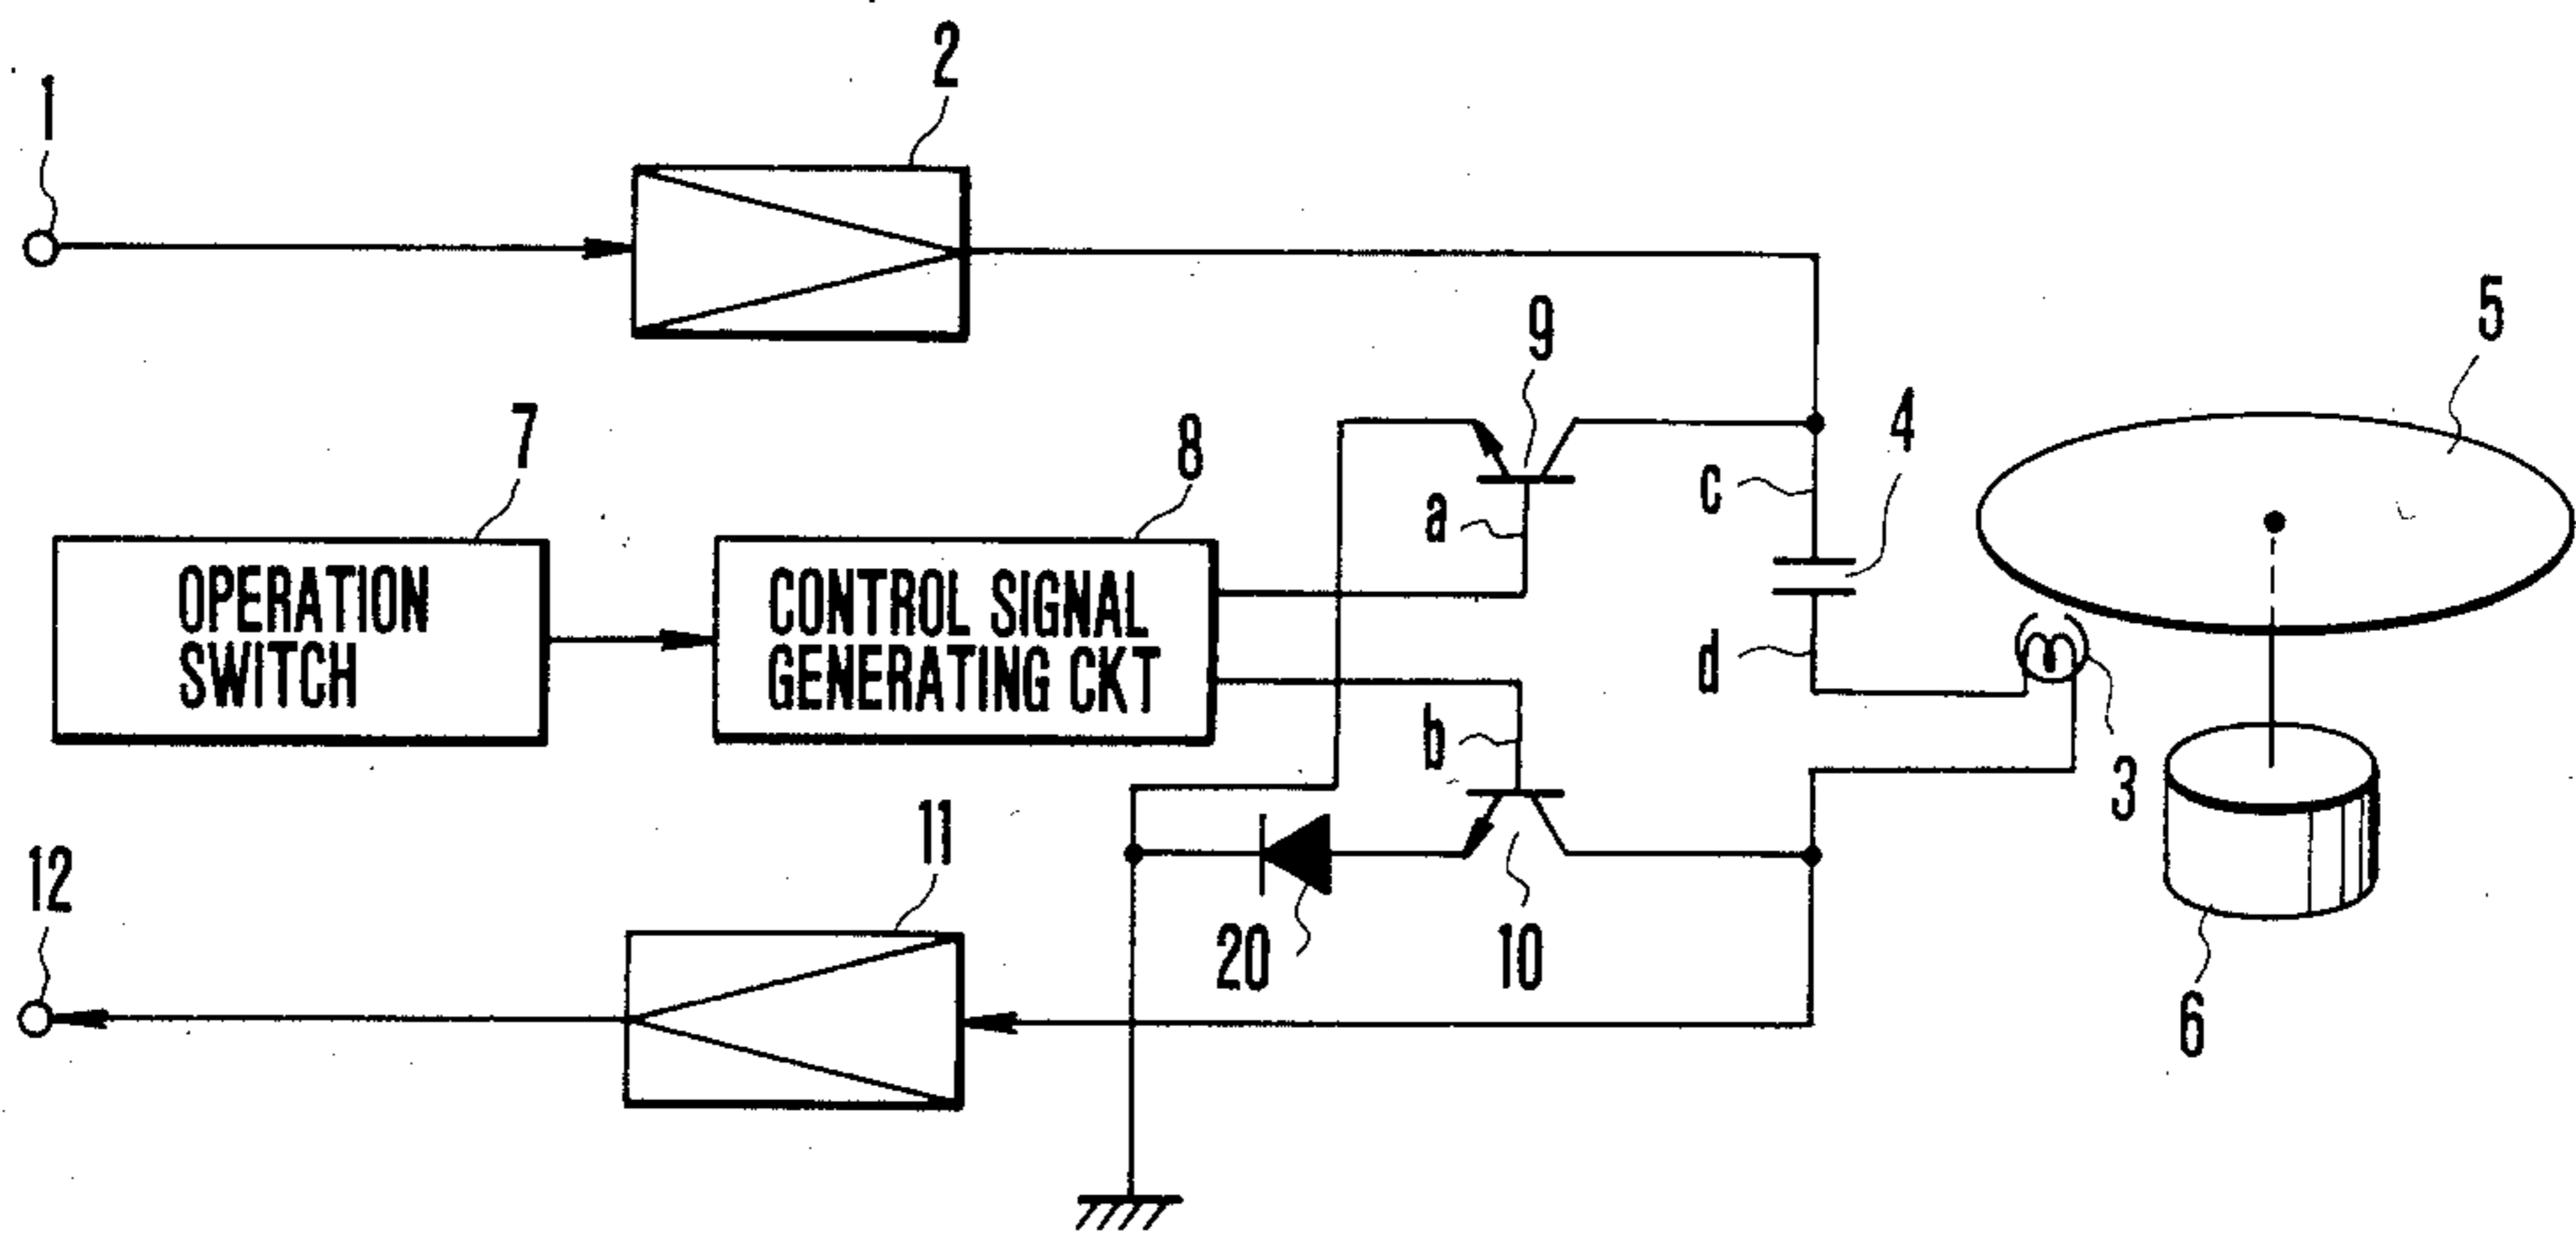 1
2
9
5
7
8
4
a
c
OPERATION
SWITCH
CONTROL SIGNAL
GENERATING CKT
d
b
3
12
11
20
10
6